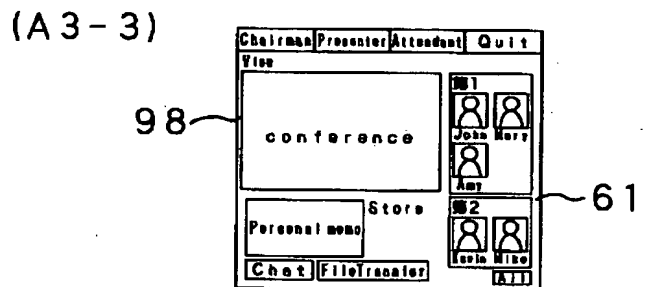 (A3-3)
Chairman Presenter Attendant Quit
View
98
conference
第1
John Mary
Amy
61
Store
Personal memo
第2
Kevin Mike
Chat FileTransfer
All